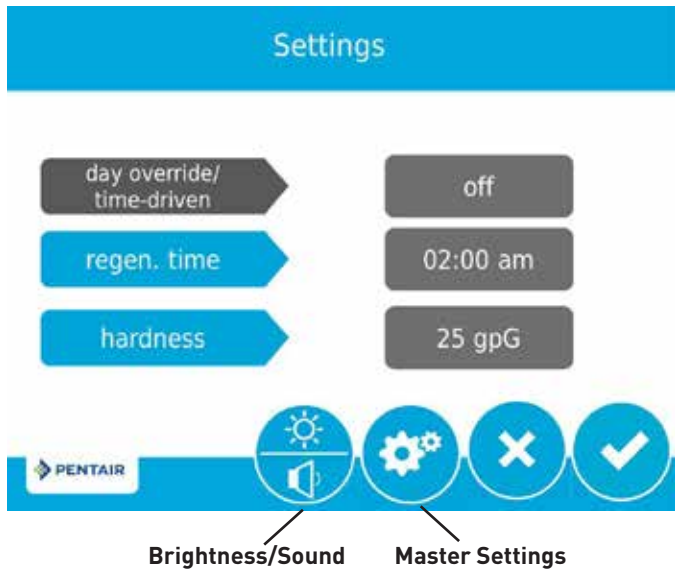 Settings
day override/
time-driven
off
regen. time
02:00 am
hardness
25 gpG
PENTAIR
Brightness/Sound
Master Settings